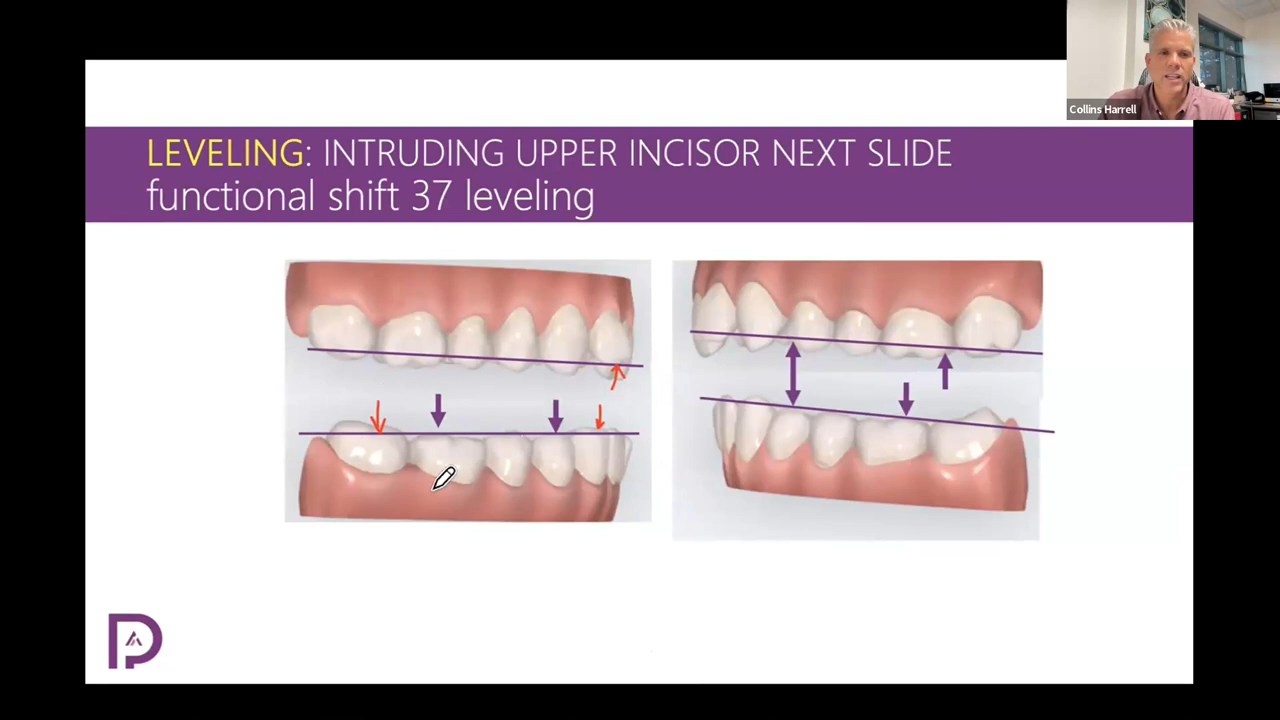 Collins Harrell
LEVELING: INTRUDING UPPER INCISOR NEXT SLIDE
functional shift 37 leveling